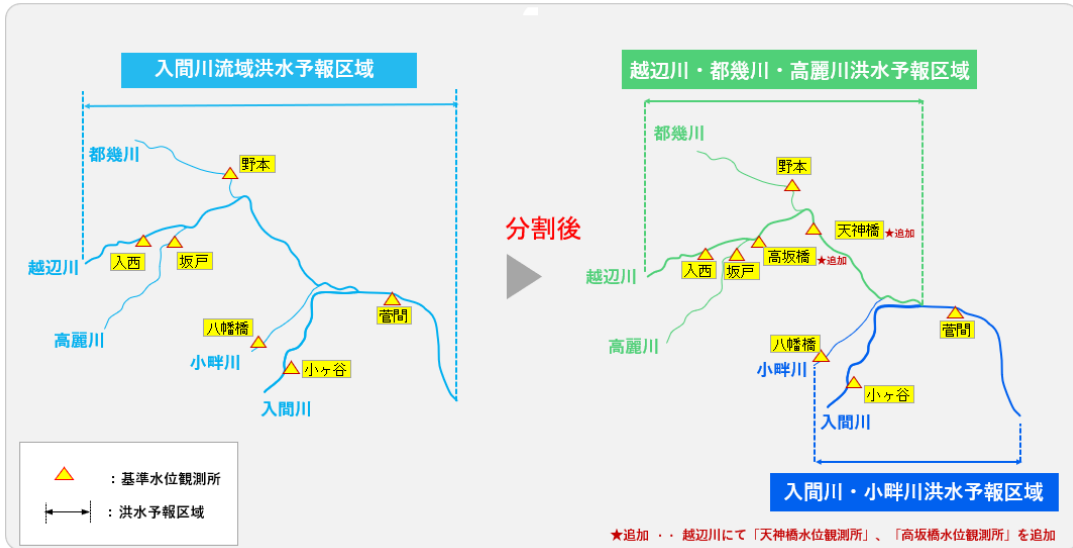 入間川流域洪水予報区域
都幾川
野本
越辺川
入西
坂戸
高麗川
八幡橋
小畔川
小ヶ谷
入間川
菅間
：基準水位観測所
：洪水予報区域
分割後
越辺川・都幾川・高麗川洪水予報区域
都幾川
野本
天神橋★追加
高坂橋★追加
入西
坂戸
越辺川
高麗川
八幡橋
小畔川
小ヶ谷
入間川
菅間
入間川・小畔川洪水予報区域
★追加 ・・ 越辺川にて「天神橋水位観測所」、「高坂橋水位観測所」を追加